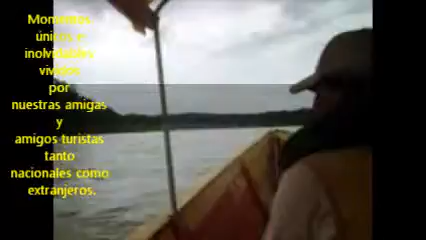 Momentos
únicos e
inolvidables
vividos
por
nuestras amigas
y
amigos turistas
tanto
nacionales como
extranjeros.